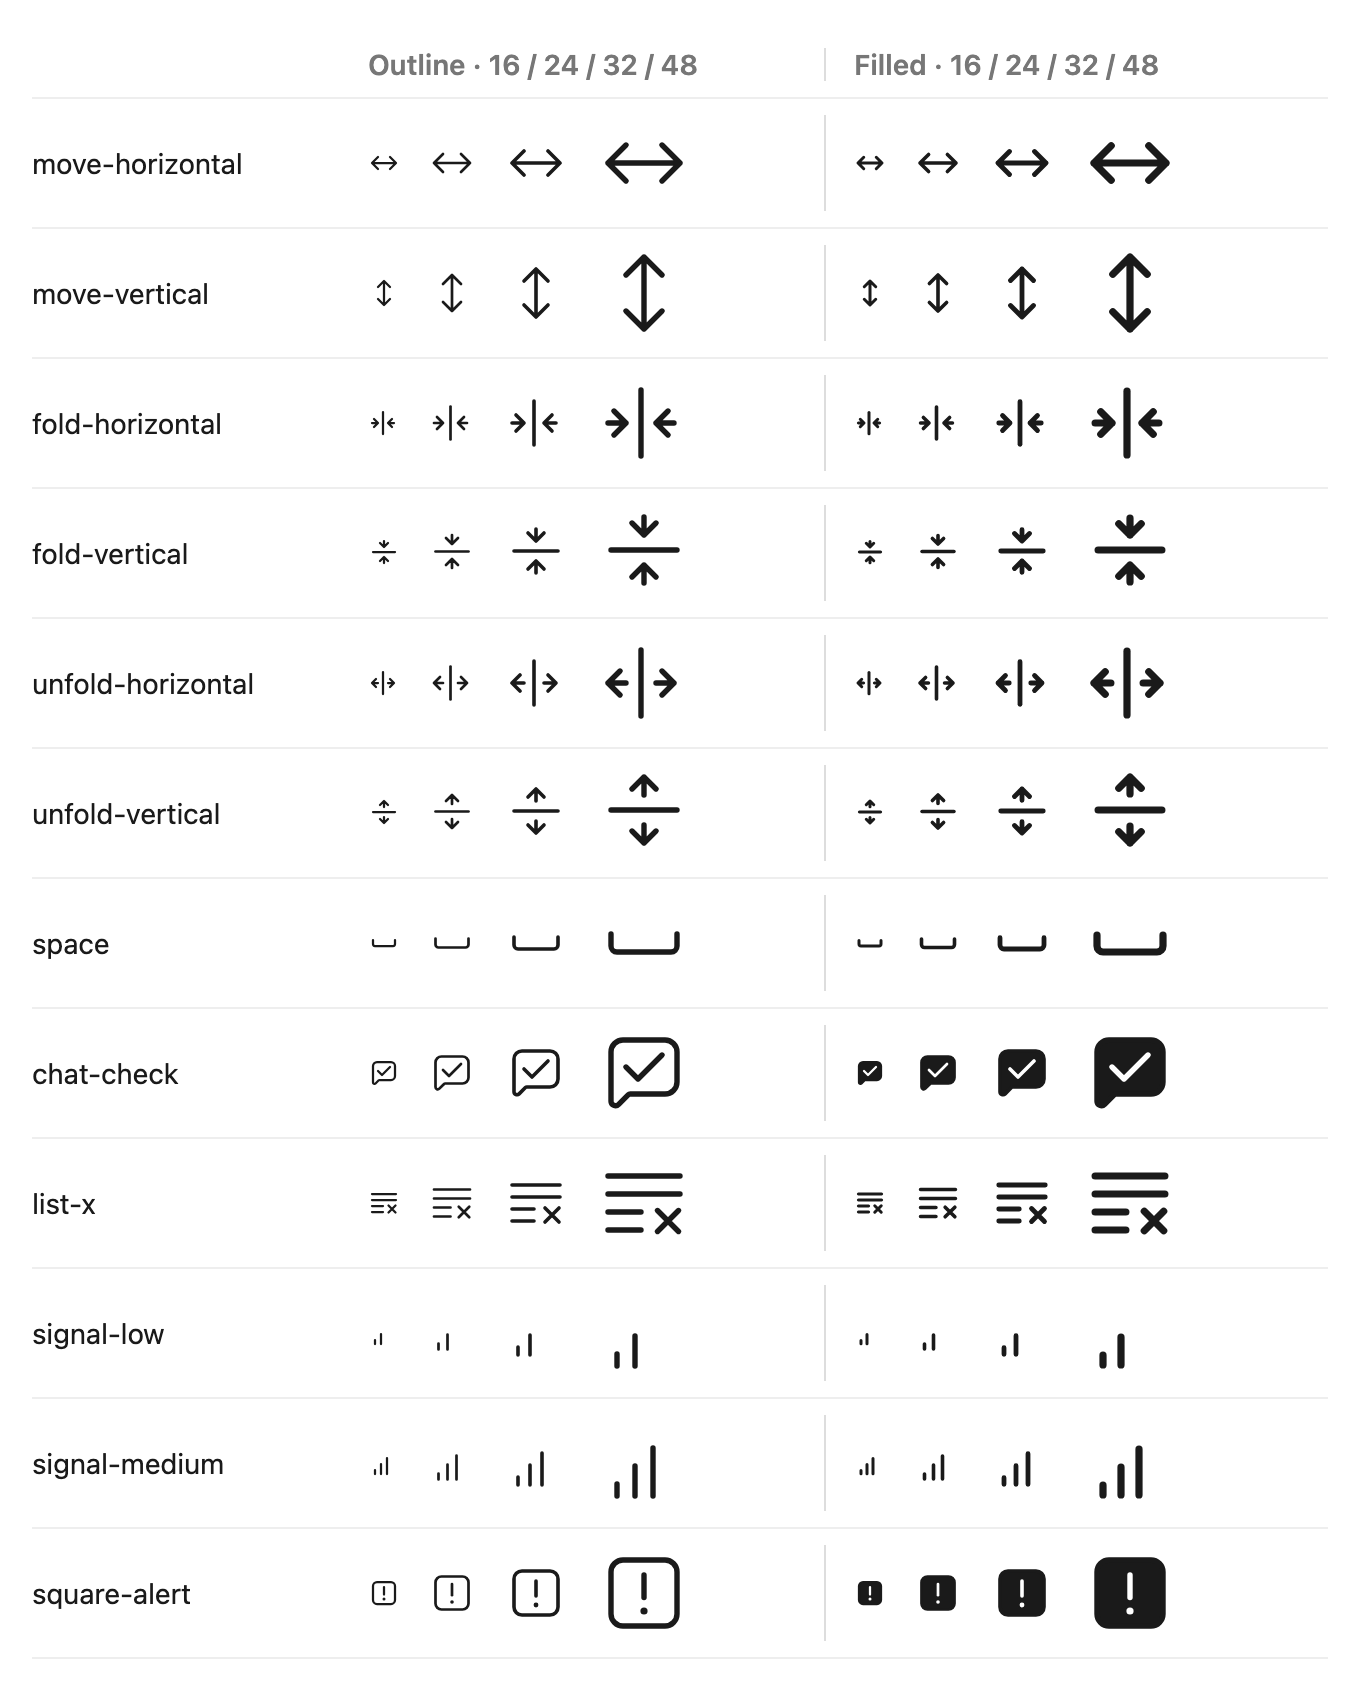 Outline · 16 / 24 / 32 / 48
Filled · 16 / 24 / 32 / 48
move-horizontal
move-vertical
fold-horizontal
fold-vertical
unfold-horizontal
unfold-vertical
space
chat-check
list-x
signal-low
signal-medium
square-alert